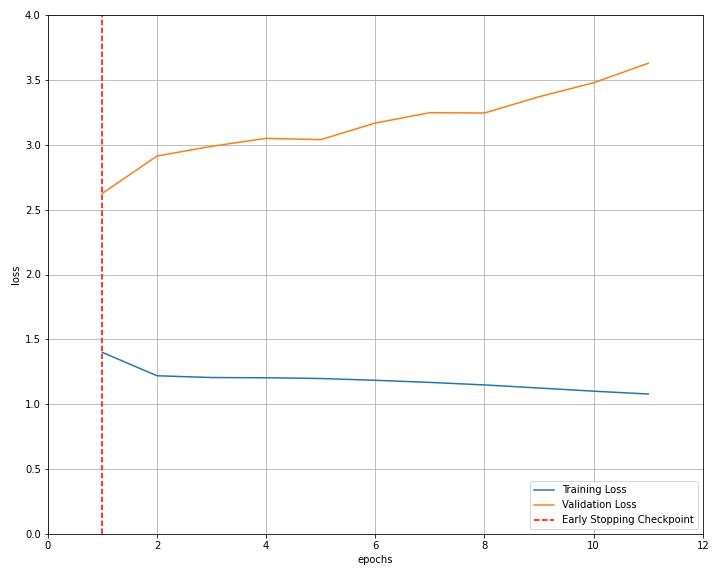 4.0
3.5
3.0
2.5
2.0
1.5
1.0
0.5
0.0
loss
0 2 4 6 8 10 12
epochs
Training Loss
Validation Loss
Early Stopping Checkpoint